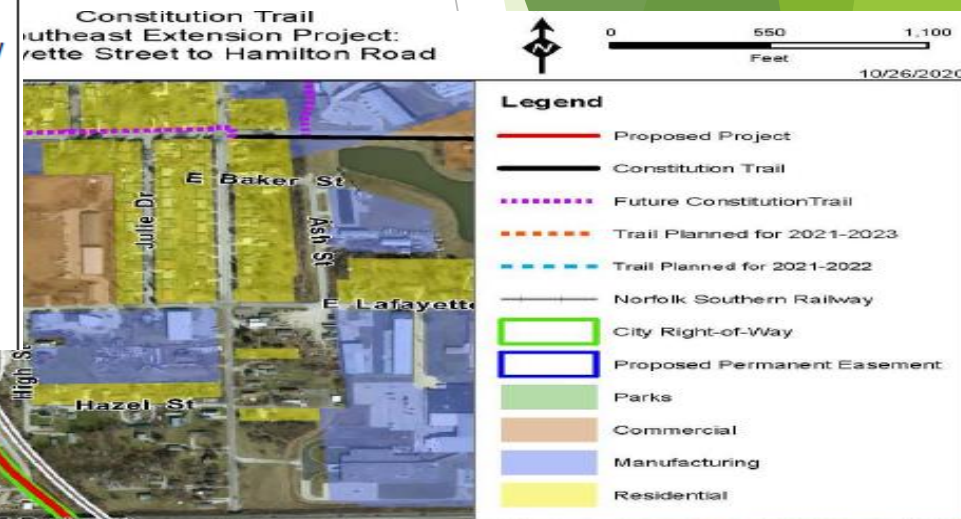 Constitution Trail
outheast Extension Project:
yette Street to Hamilton Road
N
0 550 1,100
Feet
10/26/2020
Legend
Proposed Project
Constitution Trail
Future ConstitutionTrail
Trail Planned for 2021-2023
Trail Planned for 2021-2022
Norfolk Southern Railway
City Right-of-Way
Proposed Permanent Easement
Parks
Commercial
Manufacturing
Residential
E Baker St
Julie Dr
Ash St
E Lafayette
High St
Hazel St